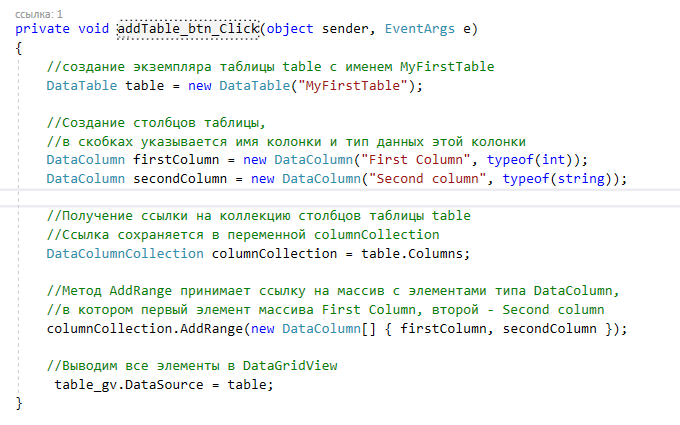 ссылка: 1
private void addTable_btn_Click(object sender, EventArgs e)
{
//создание экземпляра таблицы table с именем MyFirstTable
DataTable table = new DataTable("MyFirstTable");
//Создание столбцов таблицы,
//в скобках указывается имя колонки и тип данных этой колонки
DataColumn firstColumn = new DataColumn("First Column", typeof(int));
DataColumn secondColumn = new DataColumn("Second column", typeof(string));
//Получение ссылки на коллекцию столбцов таблицы table
//Ссылка сохраняется в переменной columnCollection
DataColumnCollection columnCollection = table.Columns;
//Метод AddRange принимает ссылку на массив с элементами типа DataColumn,
//в котором первый элемент массива First Column, второй - Second column
columnCollection.AddRange(new DataColumn[] { firstColumn, secondColumn });
//Выводим все элементы в DataGridView
table_gv.DataSource = table;
}